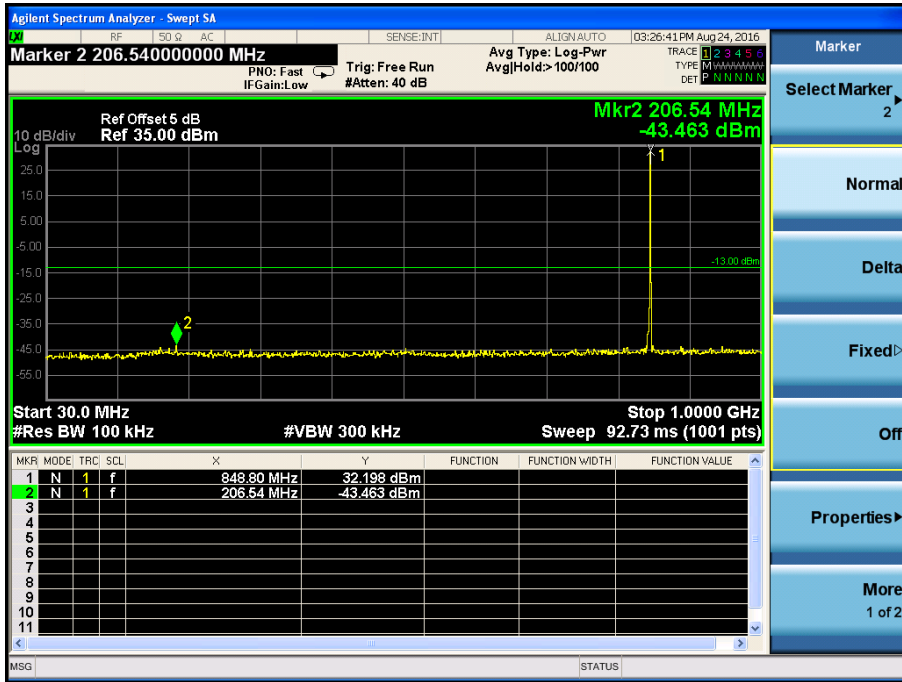 Agilent Spectrum Analyzer - Swept SA
LXI RF 50 Ω AC SENSE:INT ALIGN AUTO 03:26:41 PM Aug 24, 2016
Marker 2 206.540000000 MHz
PNO: Fast
IFGain:Low
Trig: Free Run
#Atten: 40 dB
Avg Type: Log-Pwr
Avg|Hold:>100/100
TRACE 1 2 3 4 5 6
TYPE M WWWWW
DET P N N N N N
Mkr2 206.54 MHz
-43.463 dBm
Ref Offset 5 dB
Ref 35.00 dBm
10 dB/div
Log
25.0
15.0
5.00
-5.00
-15.0
-25.0
-35.0
-45.0
-55.0
1
-13.00 dBm
2
Start 30.0 MHz
Stop 1.0000 GHz
#Res BW 100 kHz
#VBW 300 kHz
Sweep 92.73 ms (1001 pts)
MKR MODE TRC SCL X Y FUNCTION FUNCTION WIDTH FUNCTION VALUE
1 N 1 f 848.80 MHz 32.198 dBm
2 N 1 f 206.54 MHz -43.463 dBm
3
4
5
6
7
8
9
10
11
MSG
STATUS
Marker
Select Marker
2
Normal
Delta
Fixed
Off
Properties
More
1 of 2